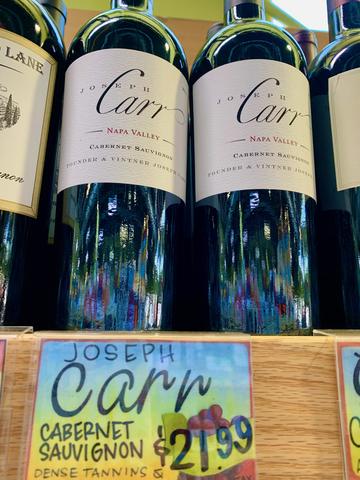 LANE
non
JOSEPH
Carr
NAPA VALLEY
CABERNET SAUVIGNON
FOUNDER & VINTNER JOSEPH
JOSEPH
Carr
NAPA VALLEY
CABERNET SAUVIGNON
FOUNDER & VINTNER JOSEPH
JOSEPH
Carr
CABERNET
SAUVIGNON
$21.99
DENSE TANNINS &